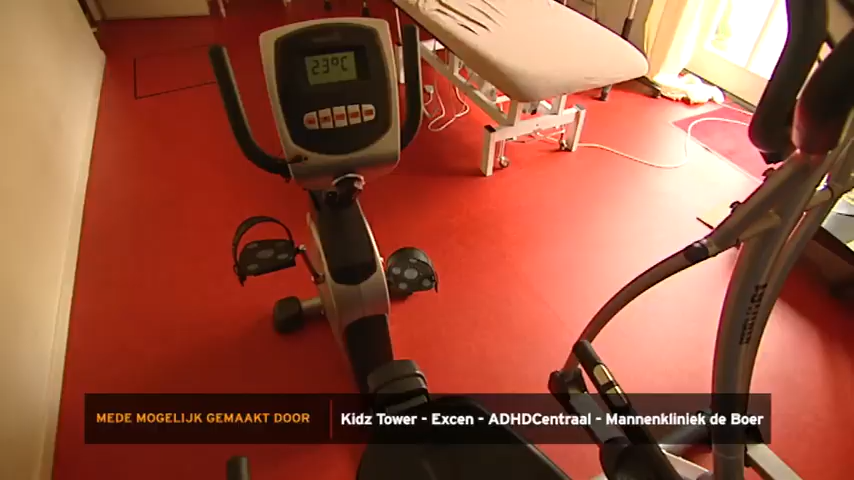 23°C
MEDE MOGELIJK GEMAAKT DOOR
Kidz Tower - Excen - ADHDCentraal - Mannenkliniek de Boer